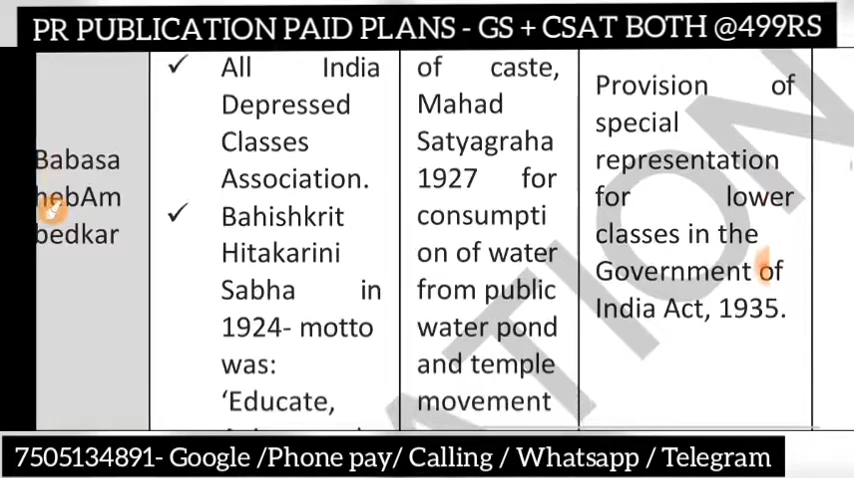 PR PUBLICATION PAID PLANS - GS + CSAT BOTH @499RS
Babasa
hebAm
bedkar
✓ All India
Depressed
Classes
Association.
✓ Bahishkrit
Hitakarini
Sabha in
1924- motto
was:
‘Educate,
of caste,
Mahad
Satyagraha
1927 for
consumpti
on of water
from public
water pond
and temple
movement
Provision of
special
representation
for lower
classes in the
Government of
India Act, 1935.
7505134891- Google /Phone pay/ Calling / Whatsapp / Telegram